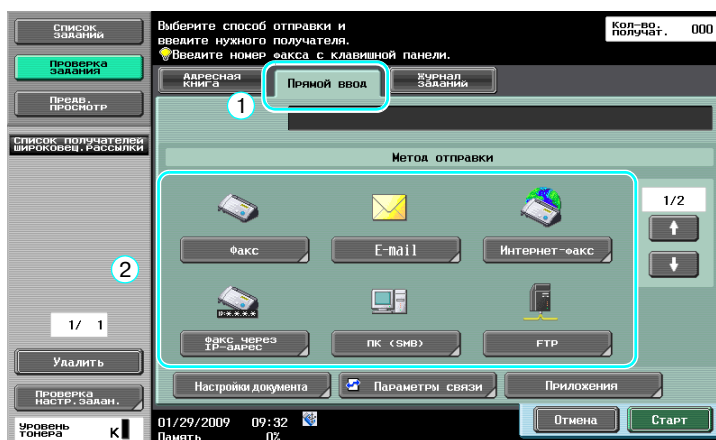 Список
заданий
Проверка
задания
Предв.
просмотр
Список получателей
широковещ.рассылки
1/ 1
Удалить
Проверка
настр.задан.
Уровень
тонера К
Выберите способ отправки и
введите нужного получателя.
Введите номер факса с клавишной панели.
Кол-во.
получат. 000
Адресная
книга
Прямой ввод
Журнал
заданий
1
Метод отправки
2
Факс
E-mail
Интернет-факс
1/2
IP:*.*.*.*
Факс через
IP-адрес
ПК (SMB)
FTP
Настройки документа
Параметры связи
Приложения
01/29/2009 09:32
Память 0%
Отмена
Старт